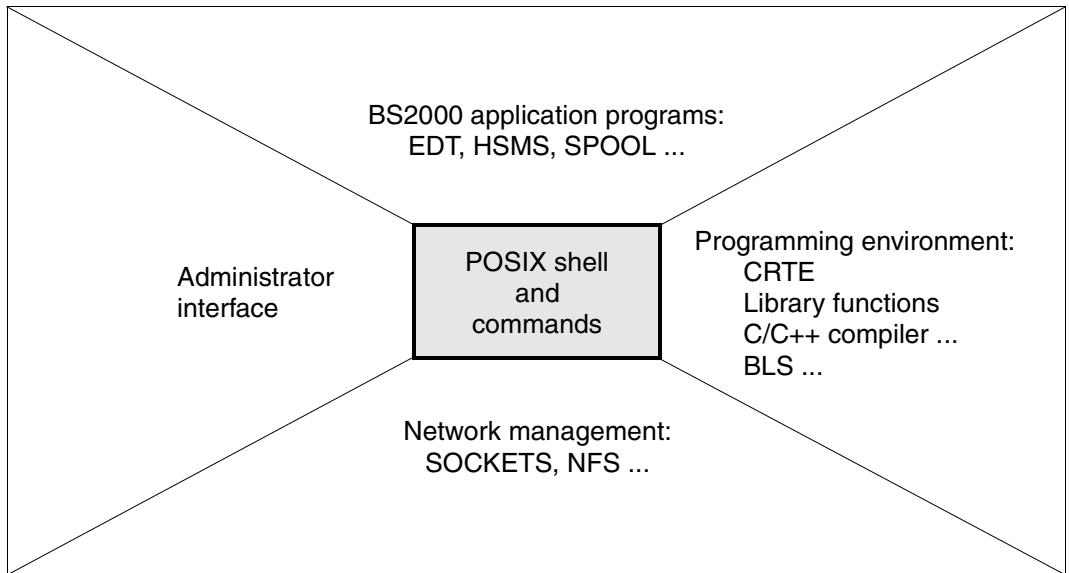 BS2000 application programs:
EDT, HSMS, SPOOL ...
Administrator
interface
POSIX shell
and
commands
Programming environment:
CRTE
Library functions
C/C++ compiler ...
BLS ...
Network management:
SOCKETS, NFS ...